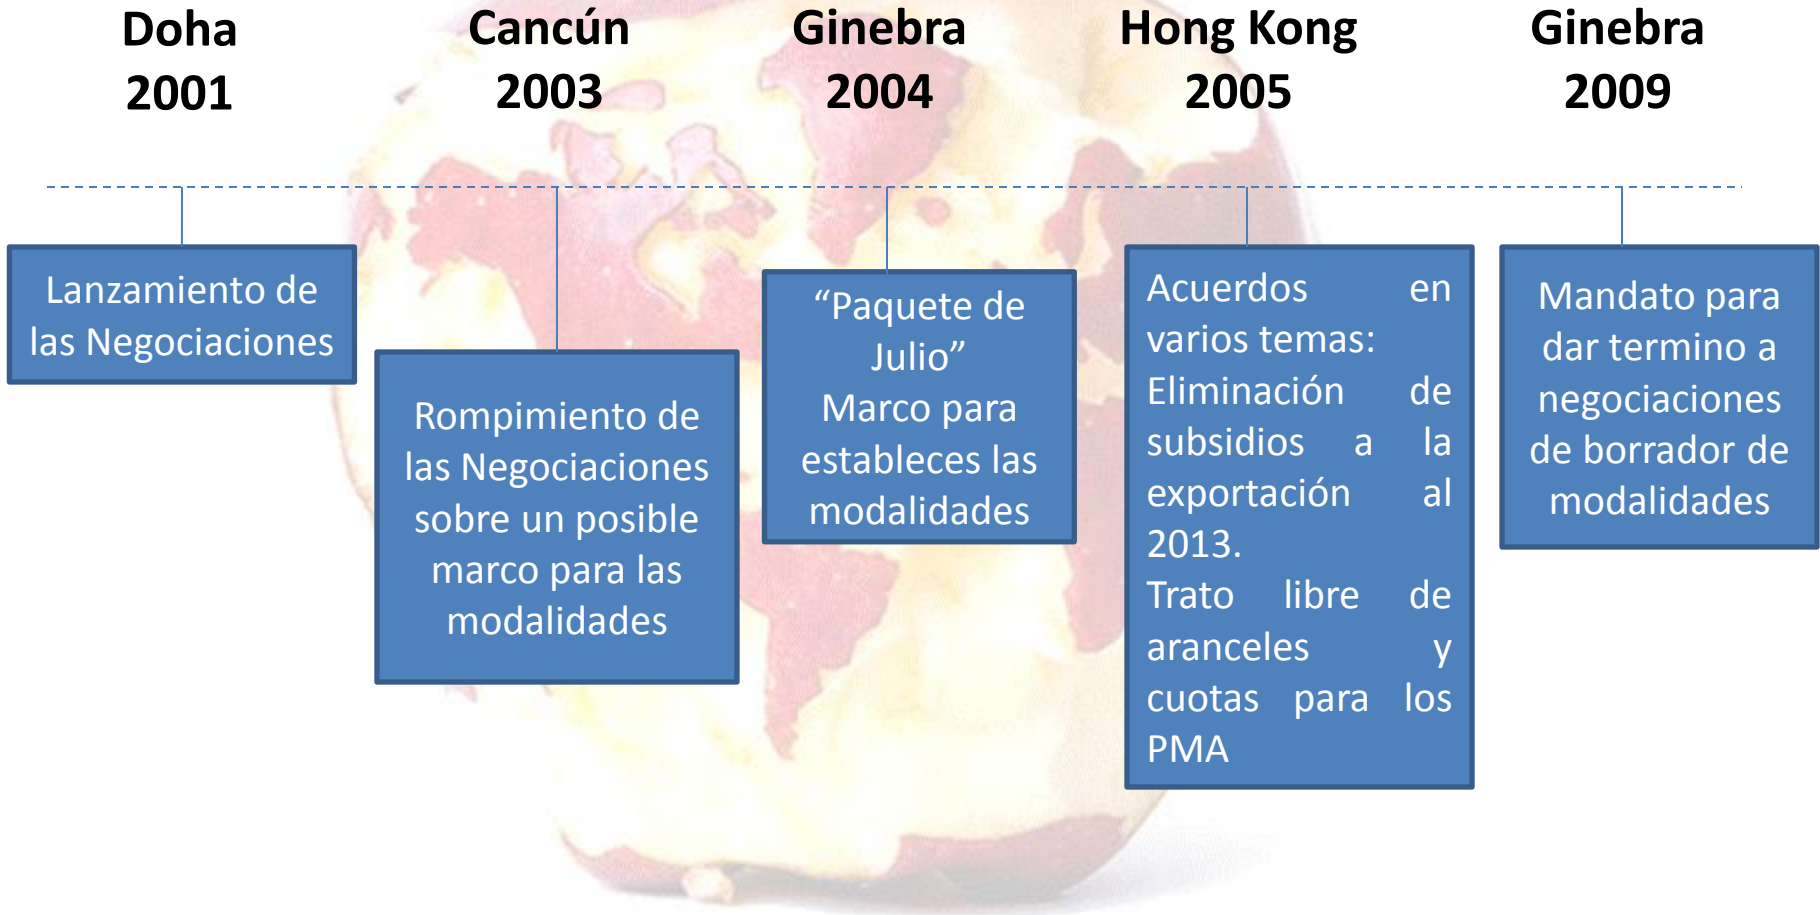 Doha
2001
Cancún
2003
Ginebra
2004
Hong Kong
2005
Ginebra
2009
Lanzamiento de
las Negociaciones
Rompimiento de
las Negociaciones
sobre un posible
marco para las
modalidades
“Paquete de
Julio”
Marco para
estableces las
modalidades
Acuerdos en
varios temas:
Eliminación de
subsidios a la
exportación al
2013.
Trato libre de
aranceles y
cuotas para los
PMA
Mandato para
dar termino a
negociaciones
de borrador de
modalidades